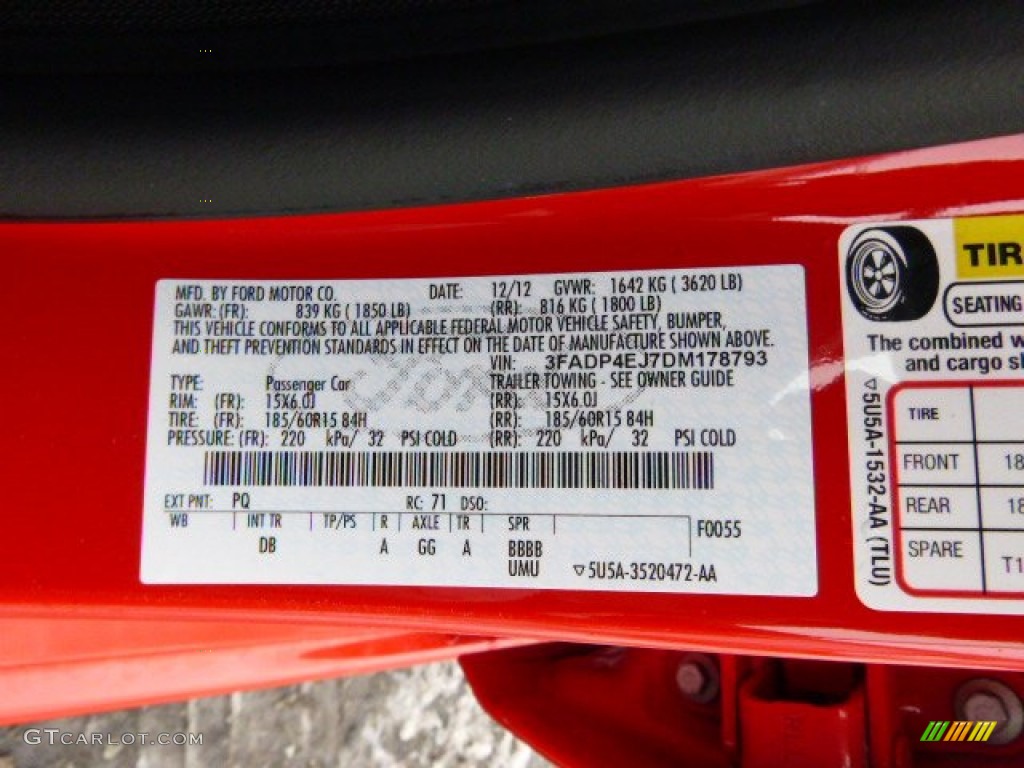 MFD. BY FORD MOTOR CO. DATE: 12/12 GVWR: 1642 KG ( 3620 LB)
GAWR: (FR): 839 KG ( 1850 LB) (RR): 816 KG ( 1800 LB)
THIS VEHICLE CONFORMS TO ALL APPLICABLE FEDERAL MOTOR VEHICLE SAFETY, BUMPER,
AND THEFT PREVENTION STANDARDS IN EFFECT ON THE DATE OF MANUFACTURE SHOWN ABOVE.
VIN: 3FADP4EJ7DM178793
TYPE: Passenger Car TRAILER TOWING - SEE OWNER GUIDE
RIM: (FR): 15X6.0J (RR): 15X6.0J
TIRE: (FR): 185/60R15 84H (RR): 185/60R15 84H
PRESSURE: (FR): 220 kPa/ 32 PSI COLD (RR): 220 kPa/ 32 PSI COLD
EXT PNT: PQ RC: 71 DSO:
WB INT TR TP/PS R AXLE TR SPR F0055
DB A GG A BBBB
UMU ▽5U5A-3520472-AA
TIR
SEATING
The combined w
and cargo s
▽5U5A-1532-AA (TLU)
TIRE
FRONT 18
REAR 18
SPARE T1
GTCARLOT.COM